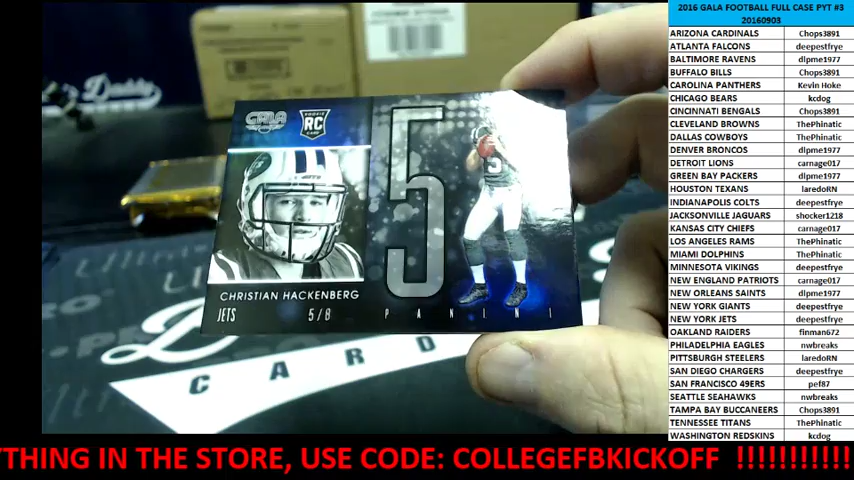 2016 GALA FOOTBALL FULL CASE PYT #3
20160903
ARIZONA CARDINALS Chops3891
ATLANTA FALCONS deepestfrye
BALTIMORE RAVENS dlpme1977
BUFFALO BILLS Chops3891
CAROLINA PANTHERS Kevin Hoke
CHICAGO BEARS kcdog
CINCINNATI BENGALS Chops3891
CLEVELAND BROWNS ThePhinatic
DALLAS COWBOYS ThePhinatic
DENVER BRONCOS dlpme1977
DETROIT LIONS carnage017
GREEN BAY PACKERS dlpme1977
HOUSTON TEXANS laredoRN
INDIANAPOLIS COLTS deepestfrye
JACKSONVILLE JAGUARS shocker1218
KANSAS CITY CHIEFS carnage017
LOS ANGELES RAMS ThePhinatic
MIAMI DOLPHINS ThePhinatic
MINNESOTA VIKINGS deepestfrye
NEW ENGLAND PATRIOTS carnage017
NEW ORLEANS SAINTS dlpme1977
NEW YORK GIANTS deepestfrye
NEW YORK JETS deepestfrye
OAKLAND RAIDERS finman672
PHILADELPHIA EAGLES nwbreaks
PITTSBURGH STEELERS laredoRN
SAN DIEGO CHARGERS deepestfrye
SAN FRANCISCO 49ERS pef87
SEATTLE SEAHAWKS nwbreaks
TAMPA BAY BUCCANEERS Chops3891
TENNESSEE TITANS ThePhinatic
WASHINGTON REDSKINS kcdog
Daddy
GALA
ROOKIE
RC
CARD
5
5
CHRISTIAN HACKENBERG
JETS
5/8
PANINI
CARD
YTHING IN THE STORE, USE CODE: COLLEGEFBKICKOFF !!!!!!!!!!!